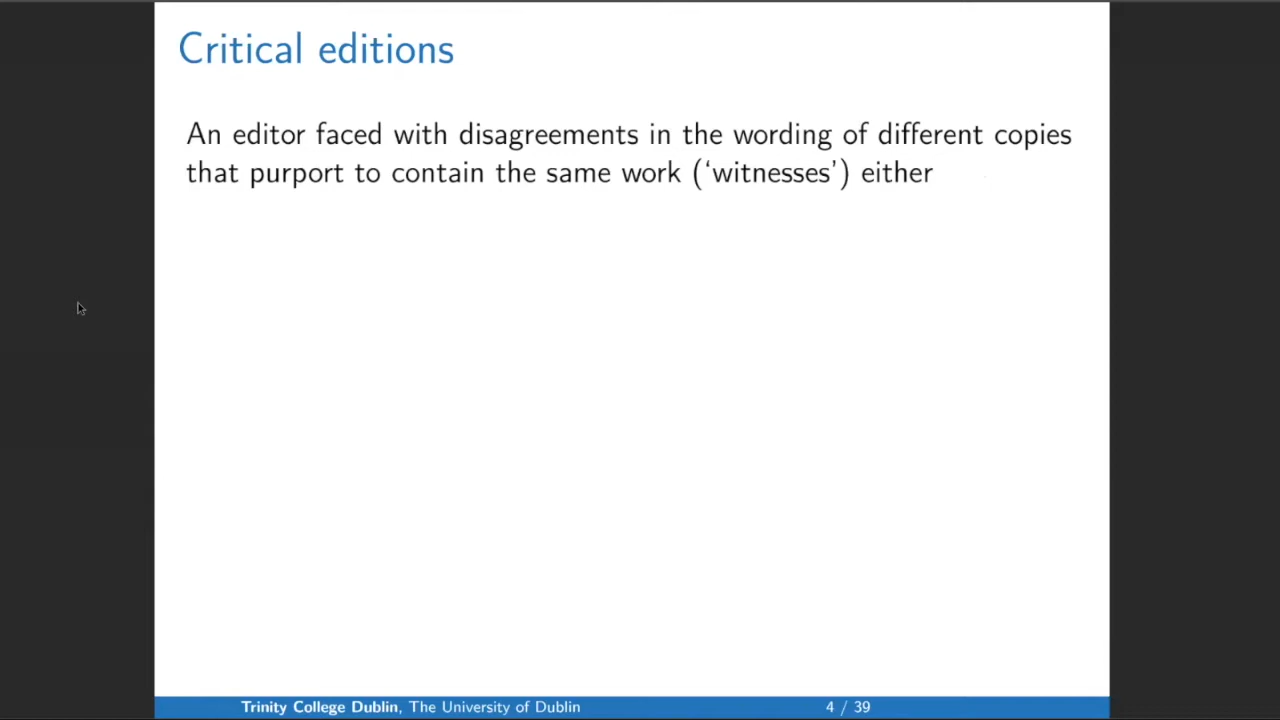 Critical editions
An editor faced with disagreements in the wording of different copies
that purport to contain the same work (‘witnesses’) either
Trinity College Dublin, The University of Dublin 4 / 39